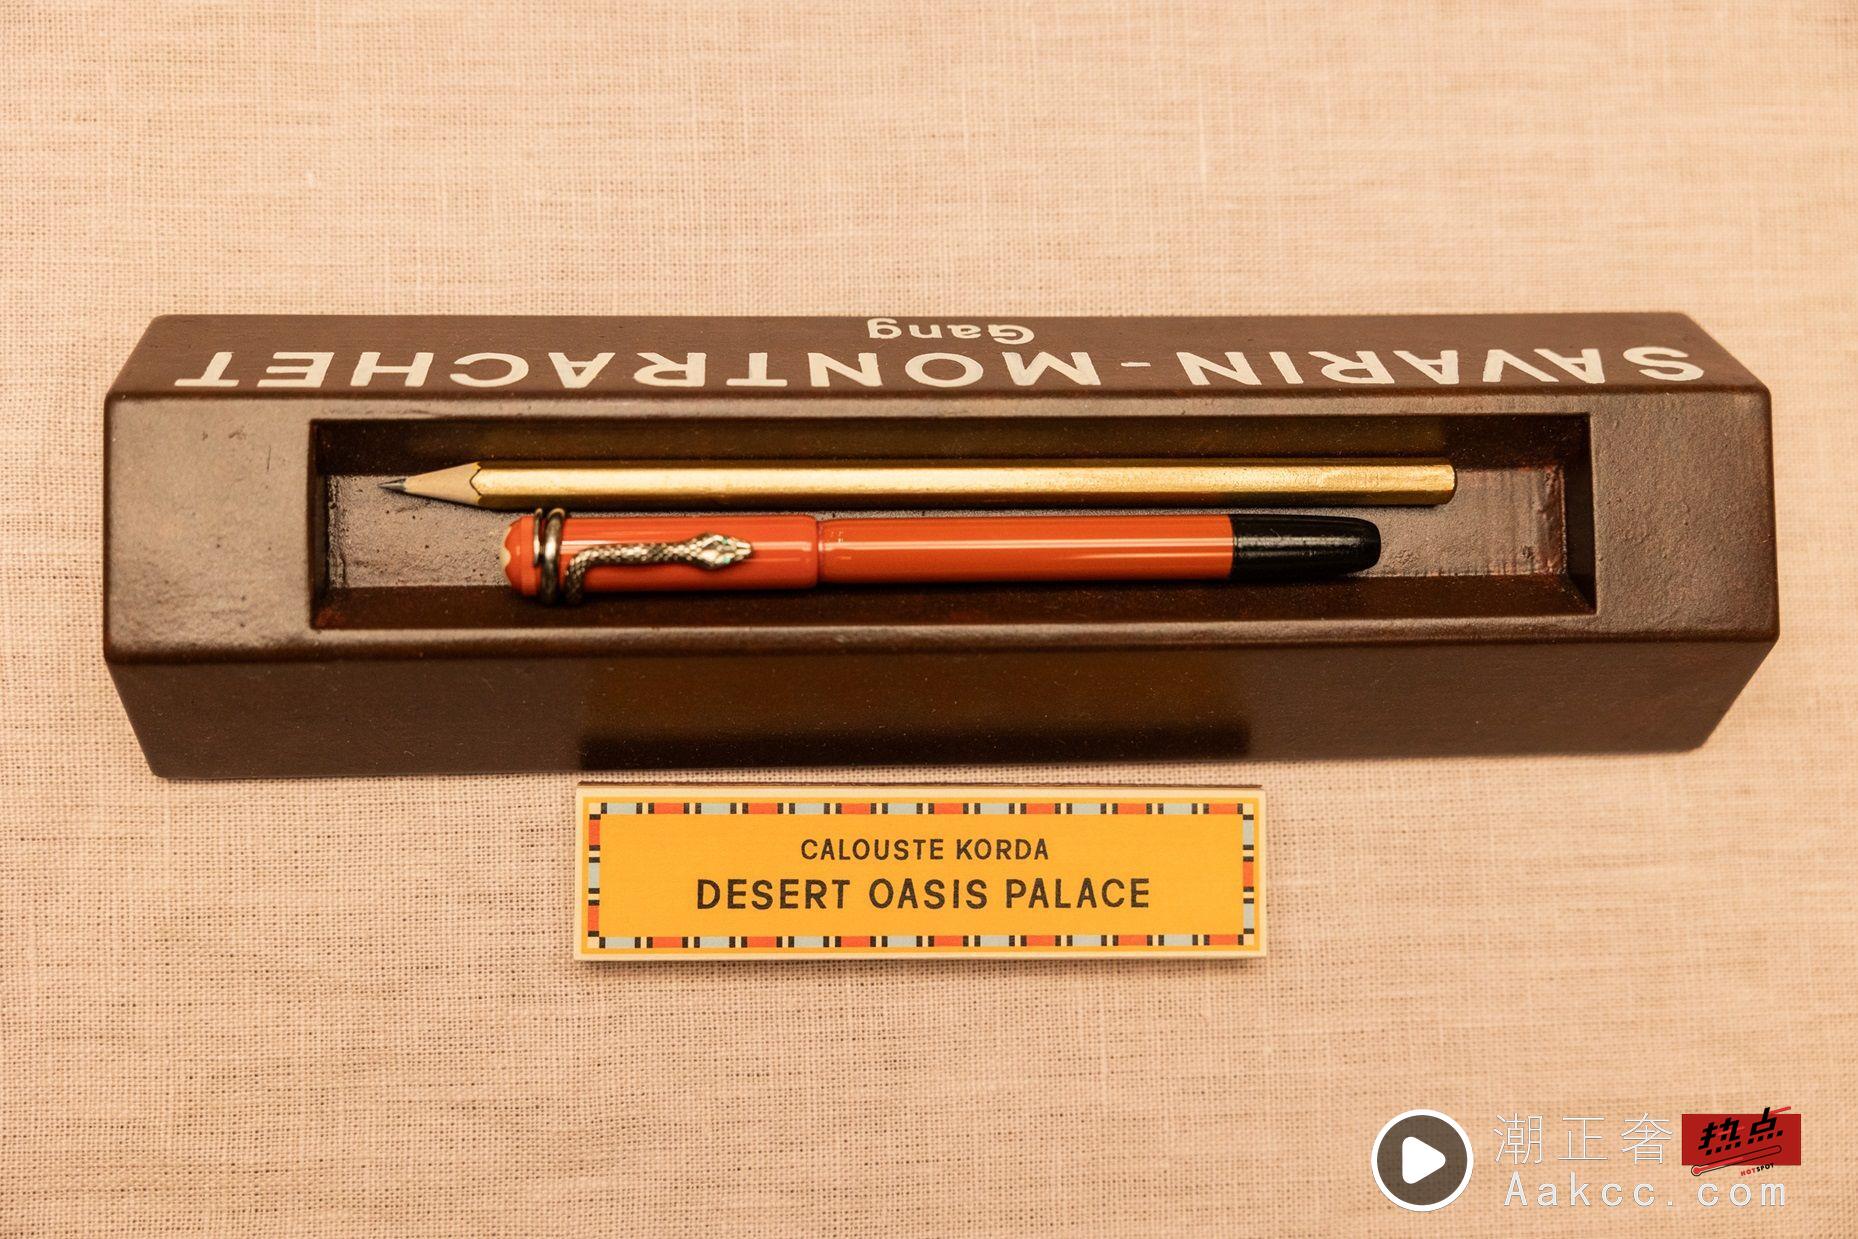 Gang
SAVARIN-MONTRACHET
CALOUSTE KORDA
DESERT OASIS PALACE
潮正奢 热点
HOTSPOT
Aakcc.com